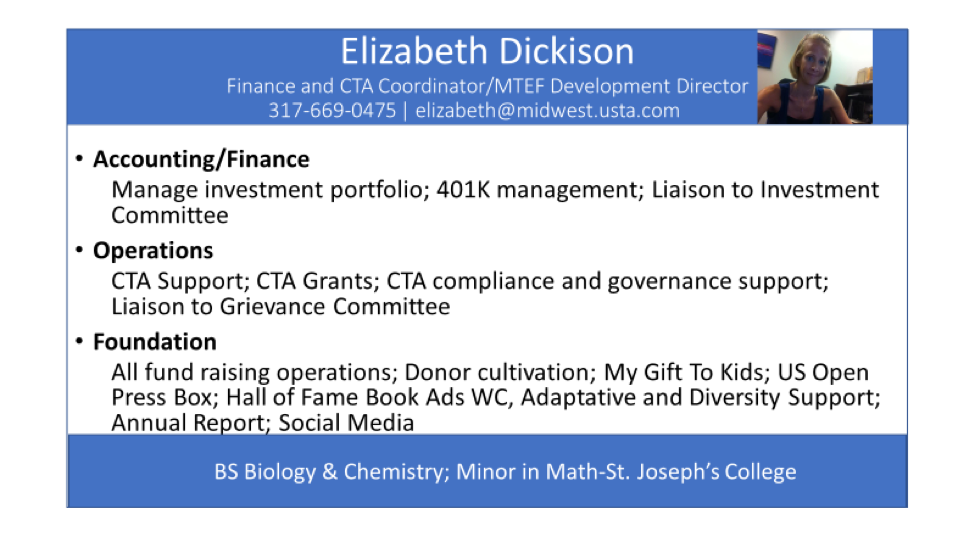 Elizabeth Dickison
Finance and CTA Coordinator/MTEF Development Director
317-669-0475 | elizabeth@midwest.usta.com
• Accounting/Finance
Manage investment portfolio; 401K management; Liaison to Investment
Committee
• Operations
CTA Support; CTA Grants; CTA compliance and governance support;
Liaison to Grievance Committee
• Foundation
All fund raising operations; Donor cultivation; My Gift To Kids; US Open
Press Box; Hall of Fame Book Ads WC, Adaptative and Diversity Support;
Annual Report; Social Media
BS Biology & Chemistry; Minor in Math-St. Joseph’s College